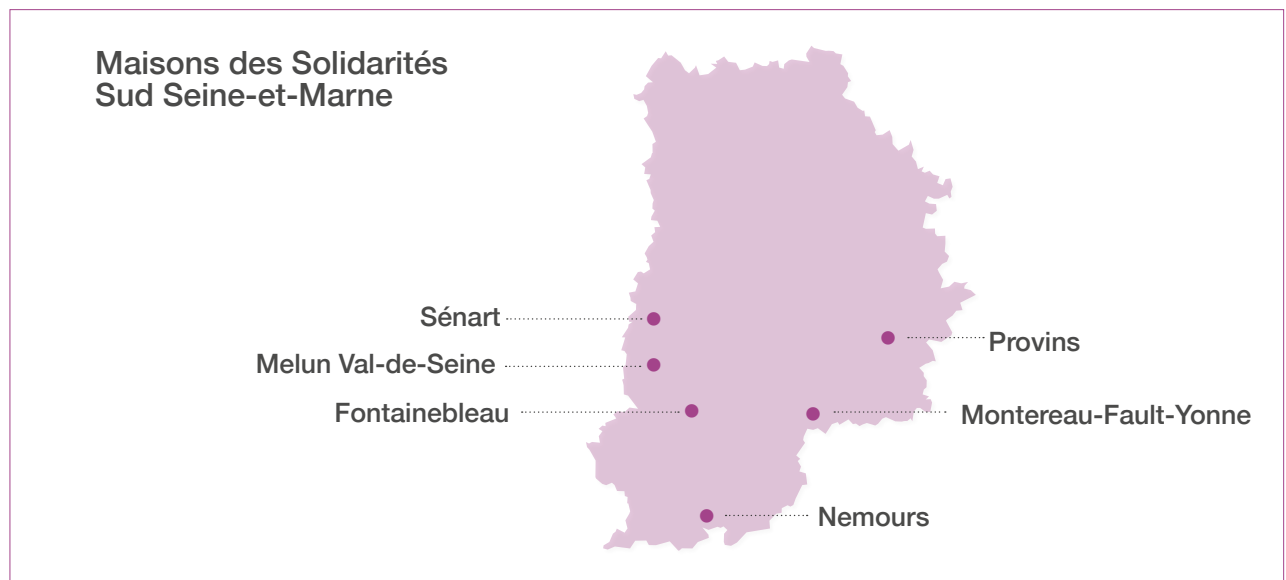 Maisons des Solidarités
Sud Seine-et-Marne
Sénart
Provins
Melun Val-de-Seine
Fontainebleau
Montereau-Fault-Yonne
Nemours